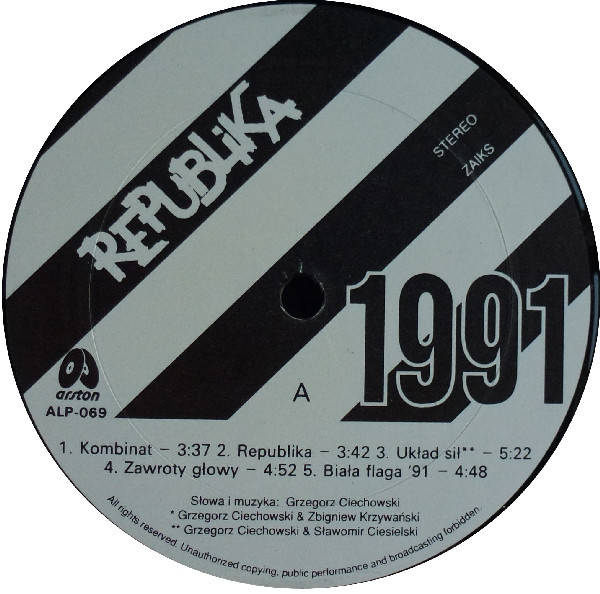 REPUBLIKA
STEREO
ZAIKS
1991
arston
ALP-069
A
1. Kombinat – 3:37 2. Republika – 3:42 3. Układ sił** – 5:22
4. Zawroty głowy – 4:52 5. Biała flaga '91 – 4:48
Słowa i muzyka: Grzegorz Ciechowski
* Grzegorz Ciechowski & Zbigniew Krzywański
** Grzegorz Ciechowski & Sławomir Ciesielski
All rights reserved. Unauthorized copying, public performance and broadcasting forbidden.